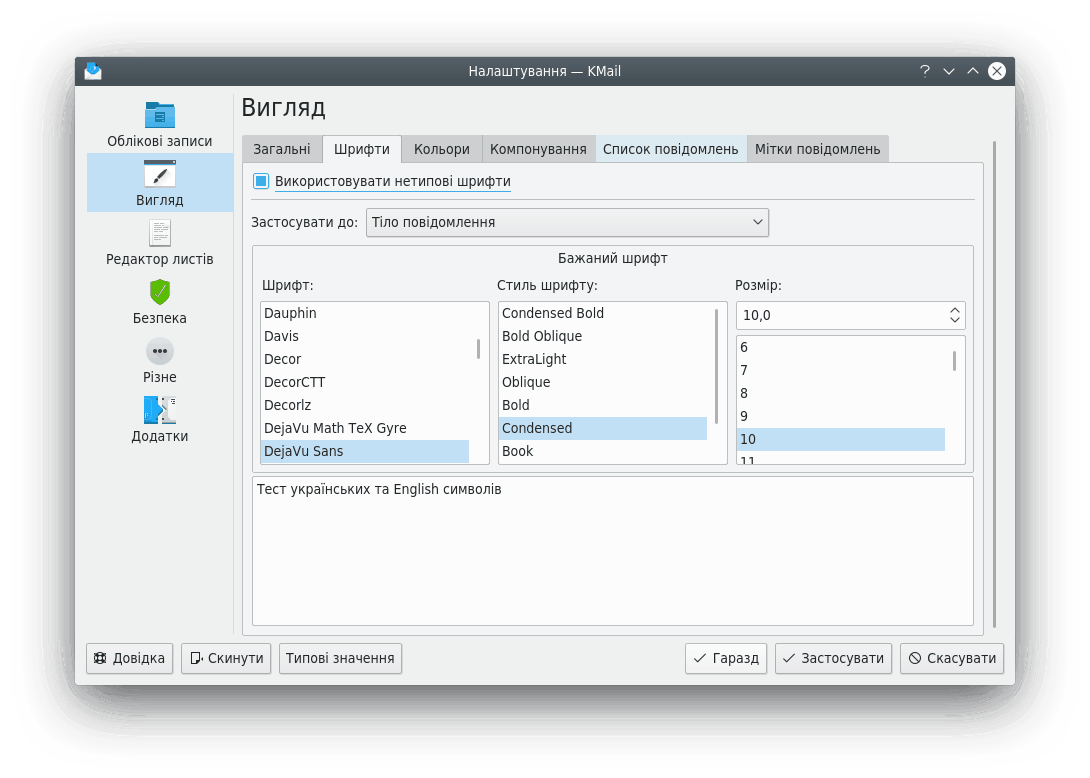 Налаштування — KMail
Облікові записи
Вигляд
Редактор листів
Безпека
Різне
Додатки
Вигляд
Загальні Шрифти Кольори Компонування Список повідомлень Мітки повідомлень
Використовувати нетипові шрифти
Застосувати до: Тіло повідомлення
Бажаний шрифт
Шрифт: Стиль шрифту: Розмір:
Dauphin Condensed Bold 10,0
Davis Bold Oblique 6
Decor ExtraLight 7
DecorCTT Oblique 8
Decorlz Bold 9
DejaVu Math TeX Gyre Condensed 10
DejaVu Sans Book 11
Тест українських та English символів
Довідка Скинути Типові значення Гаразд Застосувати Скасувати